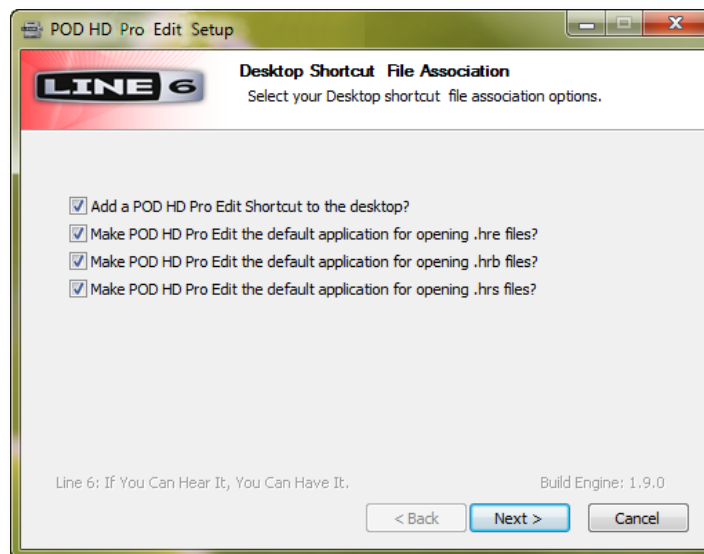 POD HD Pro Edit Setup
LINE 6
Desktop Shortcut File Association
Select your Desktop shortcut file association options.
Add a POD HD Pro Edit Shortcut to the desktop?
Make POD HD Pro Edit the default application for opening .hre files?
Make POD HD Pro Edit the default application for opening .hrb files?
Make POD HD Pro Edit the default application for opening .hrs files?
Line 6: If You Can Hear It, You Can Have It.
Build Engine: 1.9.0
< Back
Next >
Cancel